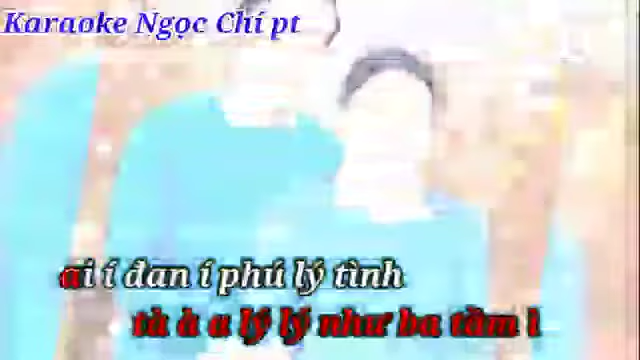 Karaoke Ngọc Chí pt
ai í đan í phú lý tình
tà à a lý lý như ba tầm ì